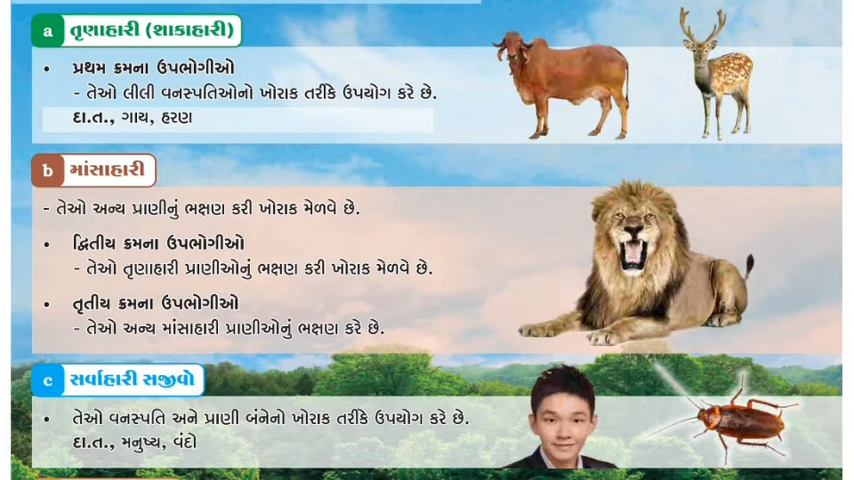 a તૃણાહારી (શાકાહારી)
• પ્રથમ ક્રમના ઉપભોગીઓ
- તેઓ લીલી વનસ્પતિઓનો ખોરાક તરીકે ઉપયોગ કરે છે.
દા.ત., ગાય, હરણ
b માંસાહારી
- તેઓ અન્ય પ્રાણીનું ભક્ષણ કરી ખોરાક મેળવે છે.
• દ્વિતીય ક્રમના ઉપભોગીઓ
- તેઓ તૃણાહારી પ્રાણીઓનું ભક્ષણ કરી ખોરાક મેળવે છે.
• તૃતીય ક્રમના ઉપભોગીઓ
- તેઓ અન્ય માંસાહારી પ્રાણીઓનું ભક્ષણ કરે છે.
c સર્વાહારી સજીવો
• તેઓ વનસ્પતિ અને પ્રાણી બંનેનો ખોરાક તરીકે ઉપયોગ કરે છે.
દા.ત., મનુષ્ય, વંદો